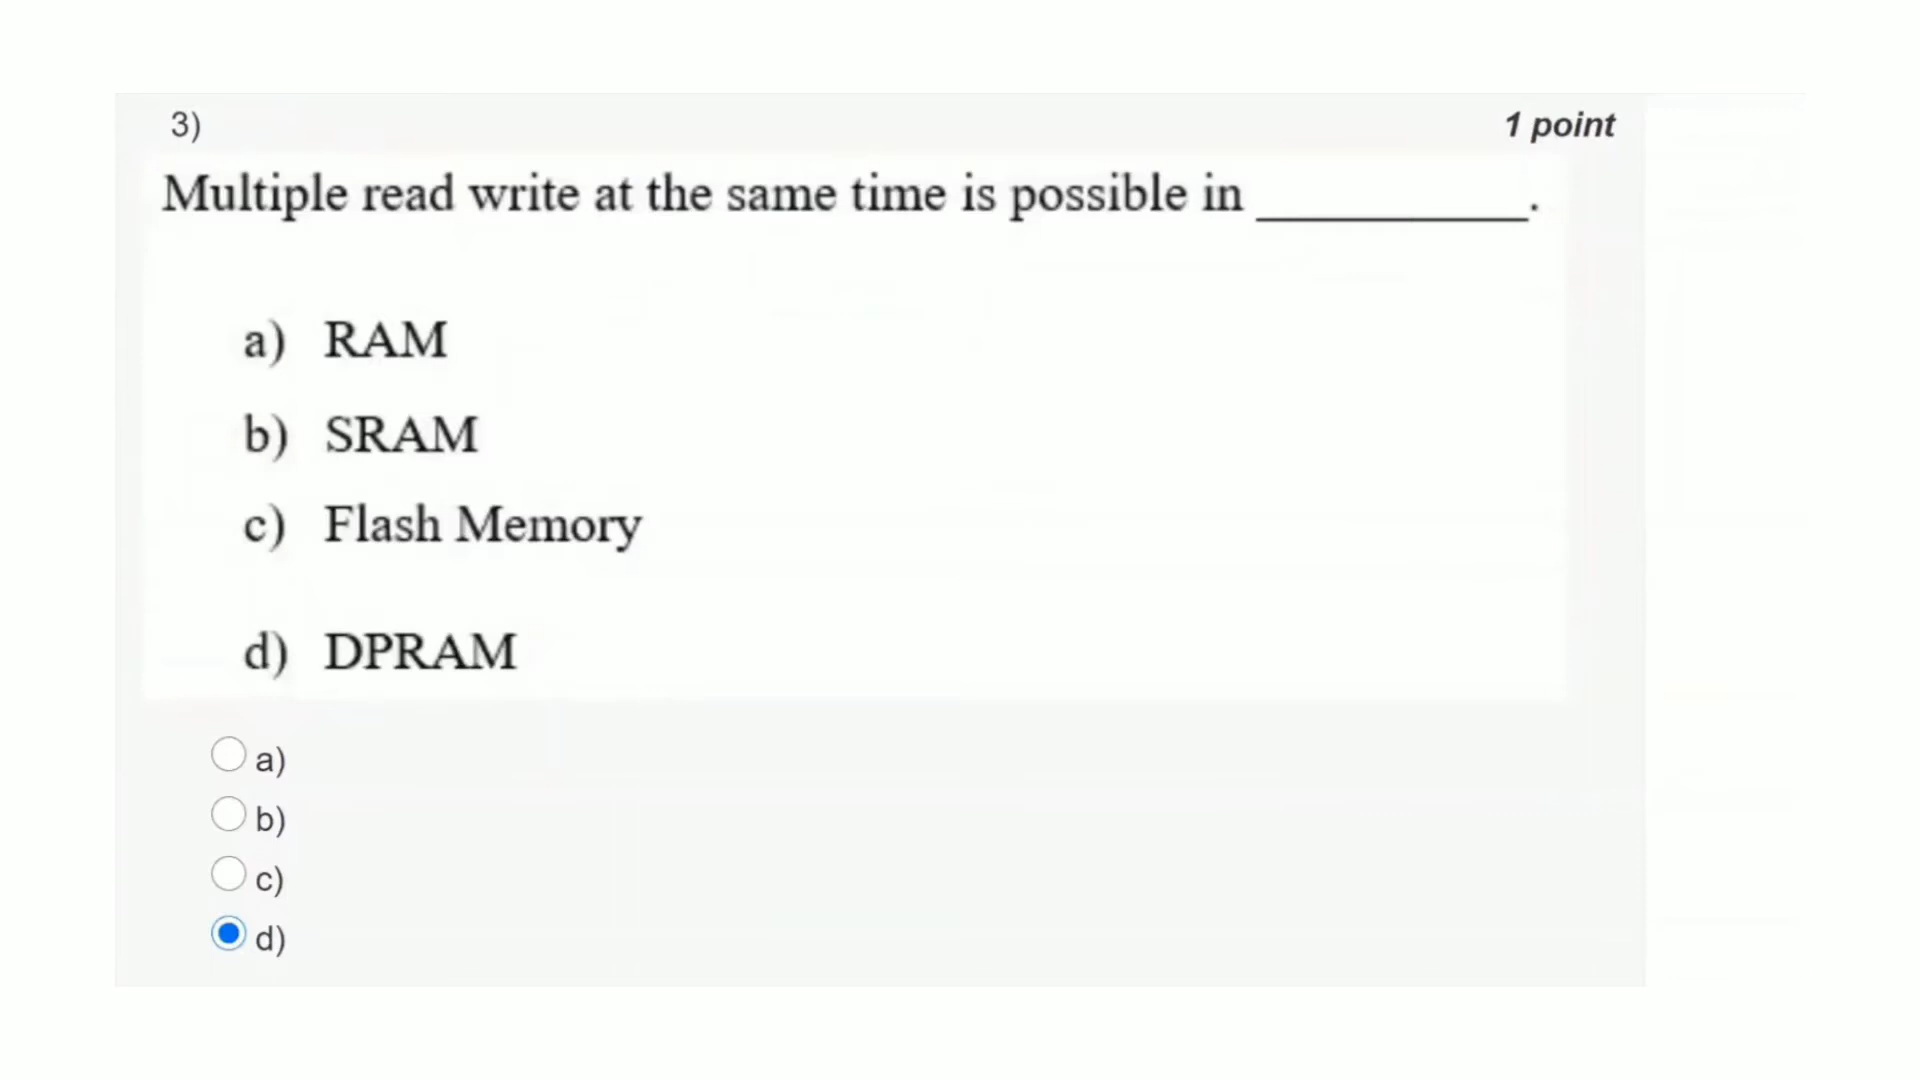 3)
1 point
Multiple read write at the same time is possible in ___________.
a) RAM
b) SRAM
c) Flash Memory
d) DPRAM
a)
b)
c)
d)